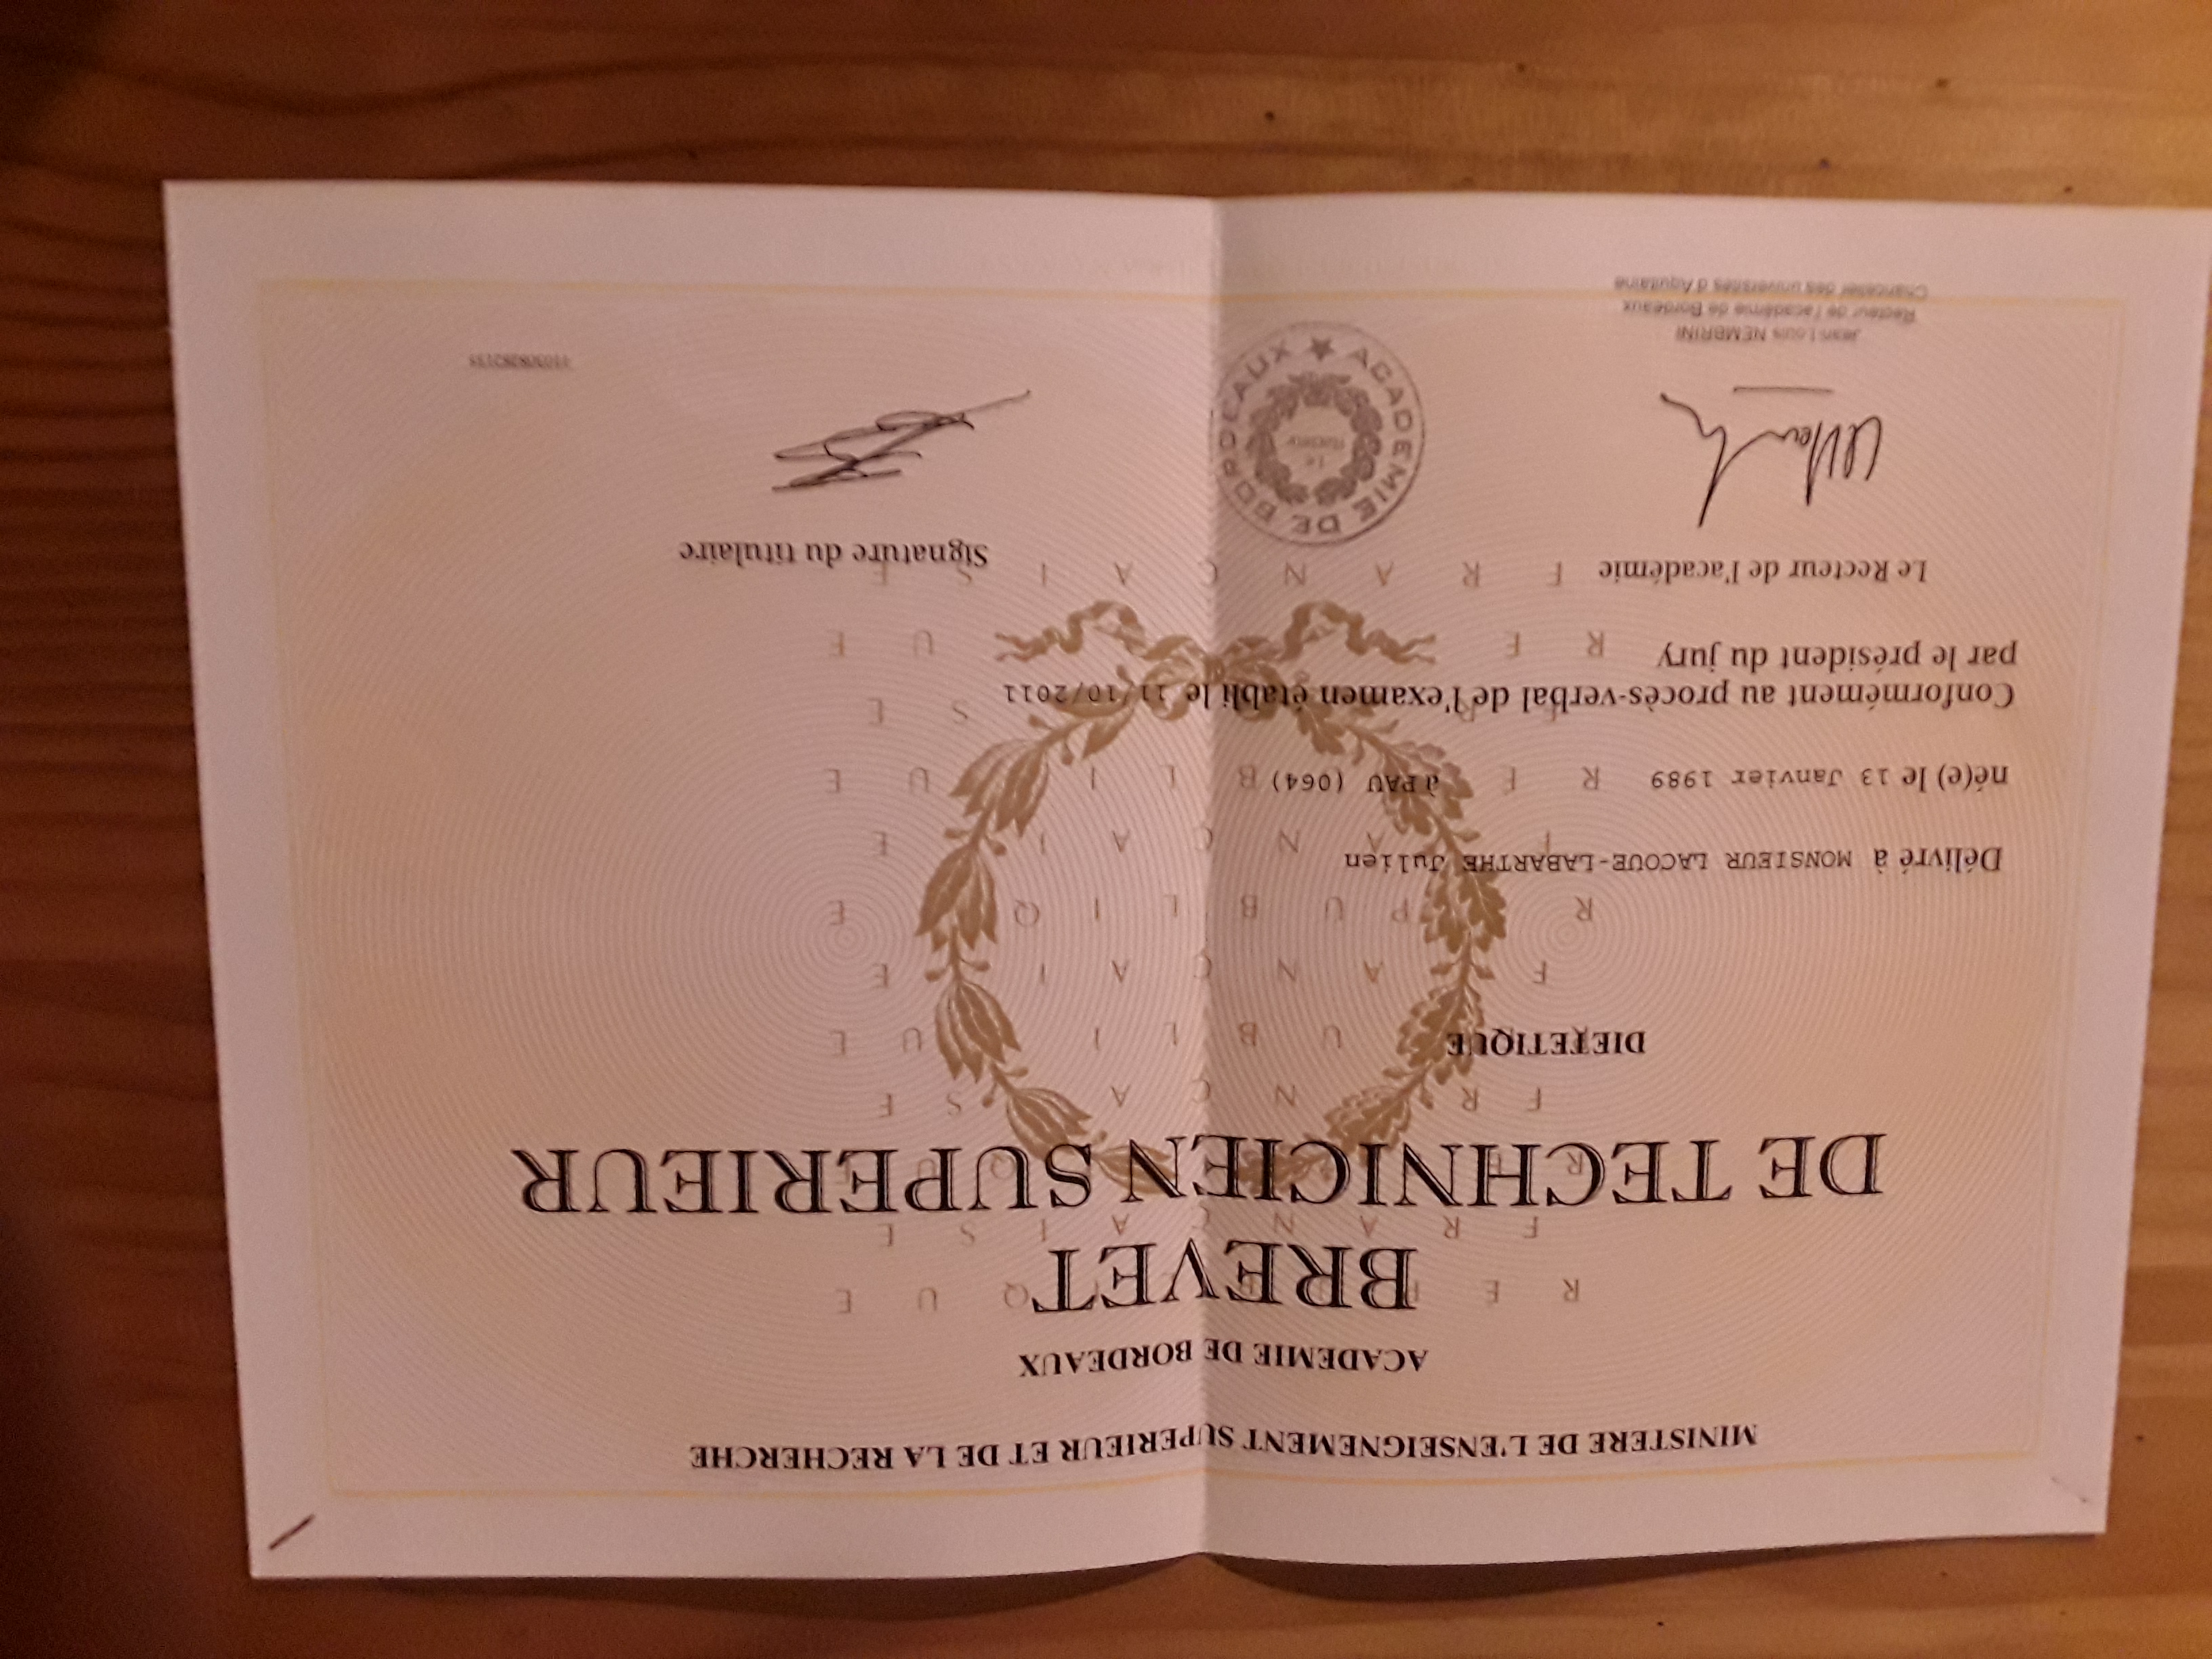 MINISTERE DE L'ENSEIGNEMENT SUPERIEUR ET DE LA RECHERCHE
ACADEMIE DE BORDEAUX
BREVET
DE TECHNICIEN SUPERIEUR
DIETETIQUE
Délivré à MONSIEUR LACOUE-LABARTHE Julien
né(e) le 13 Janvier 1989 à PAU (064)
Conformément au procès-verbal de l'examen établi le 11/10/2011
par le président du jury
Le Recteur de l'académie
Signature du titulaire
ACADEMIE DE BORDEAUX
Le
Recteur
Jean-Louis NEMBRINI
Recteur de l'académie de Bordeaux
Chancelier des universités d'Aquitaine